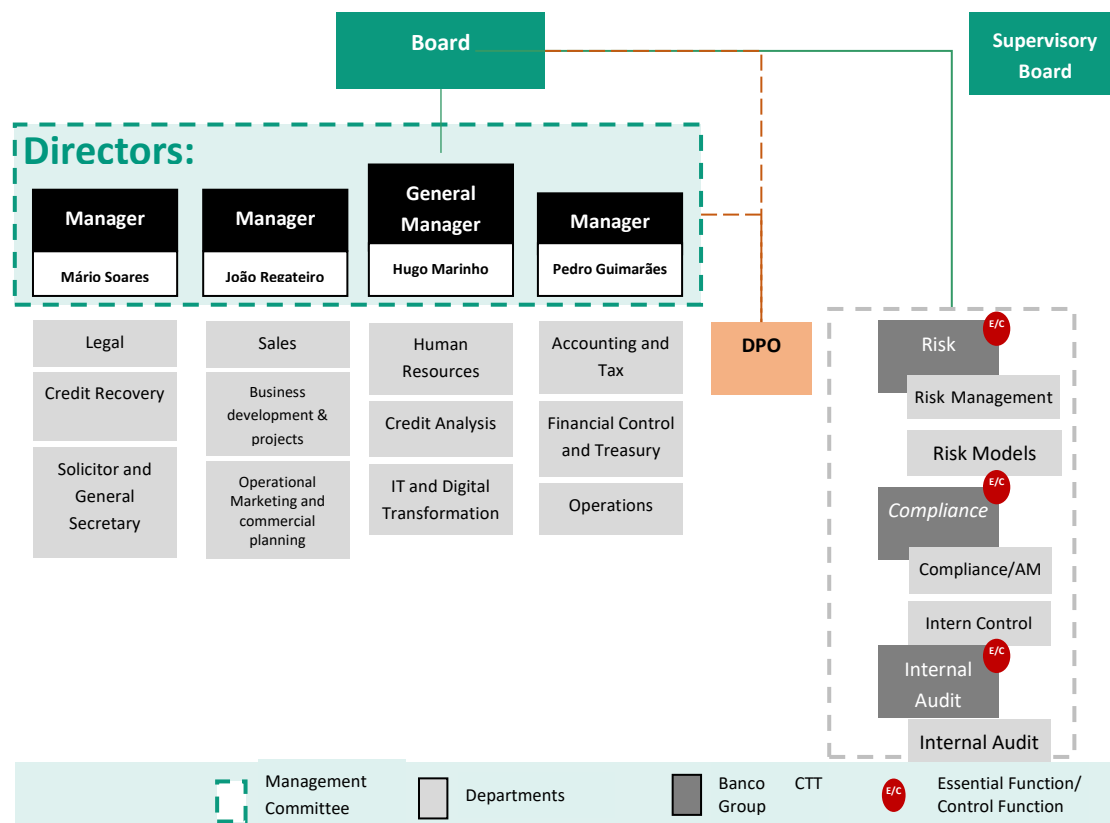 Board
Supervisory
Board
Directors:
Manager
Mário Soares
Manager
João Regateiro
General
Manager
Hugo Marinho
Manager
Pedro Guimarães
Legal
Credit Recovery
Solicitor and
General
Secretary
Sales
Business
development &
projects
Operational
Marketing and
commercial
planning
Human
Resources
Credit Analysis
IT and Digital
Transformation
Accounting and
Tax
Financial Control
and Treasury
Operations
DPO
E/C
Risk
Risk Management
Risk Models
E/C
Compliance
Compliance/AM
Intern Control
E/C
Internal
Audit
Internal Audit
Management
Committee
Departments
Banco CTT
Group
E/C
Essential Function/
Control Function